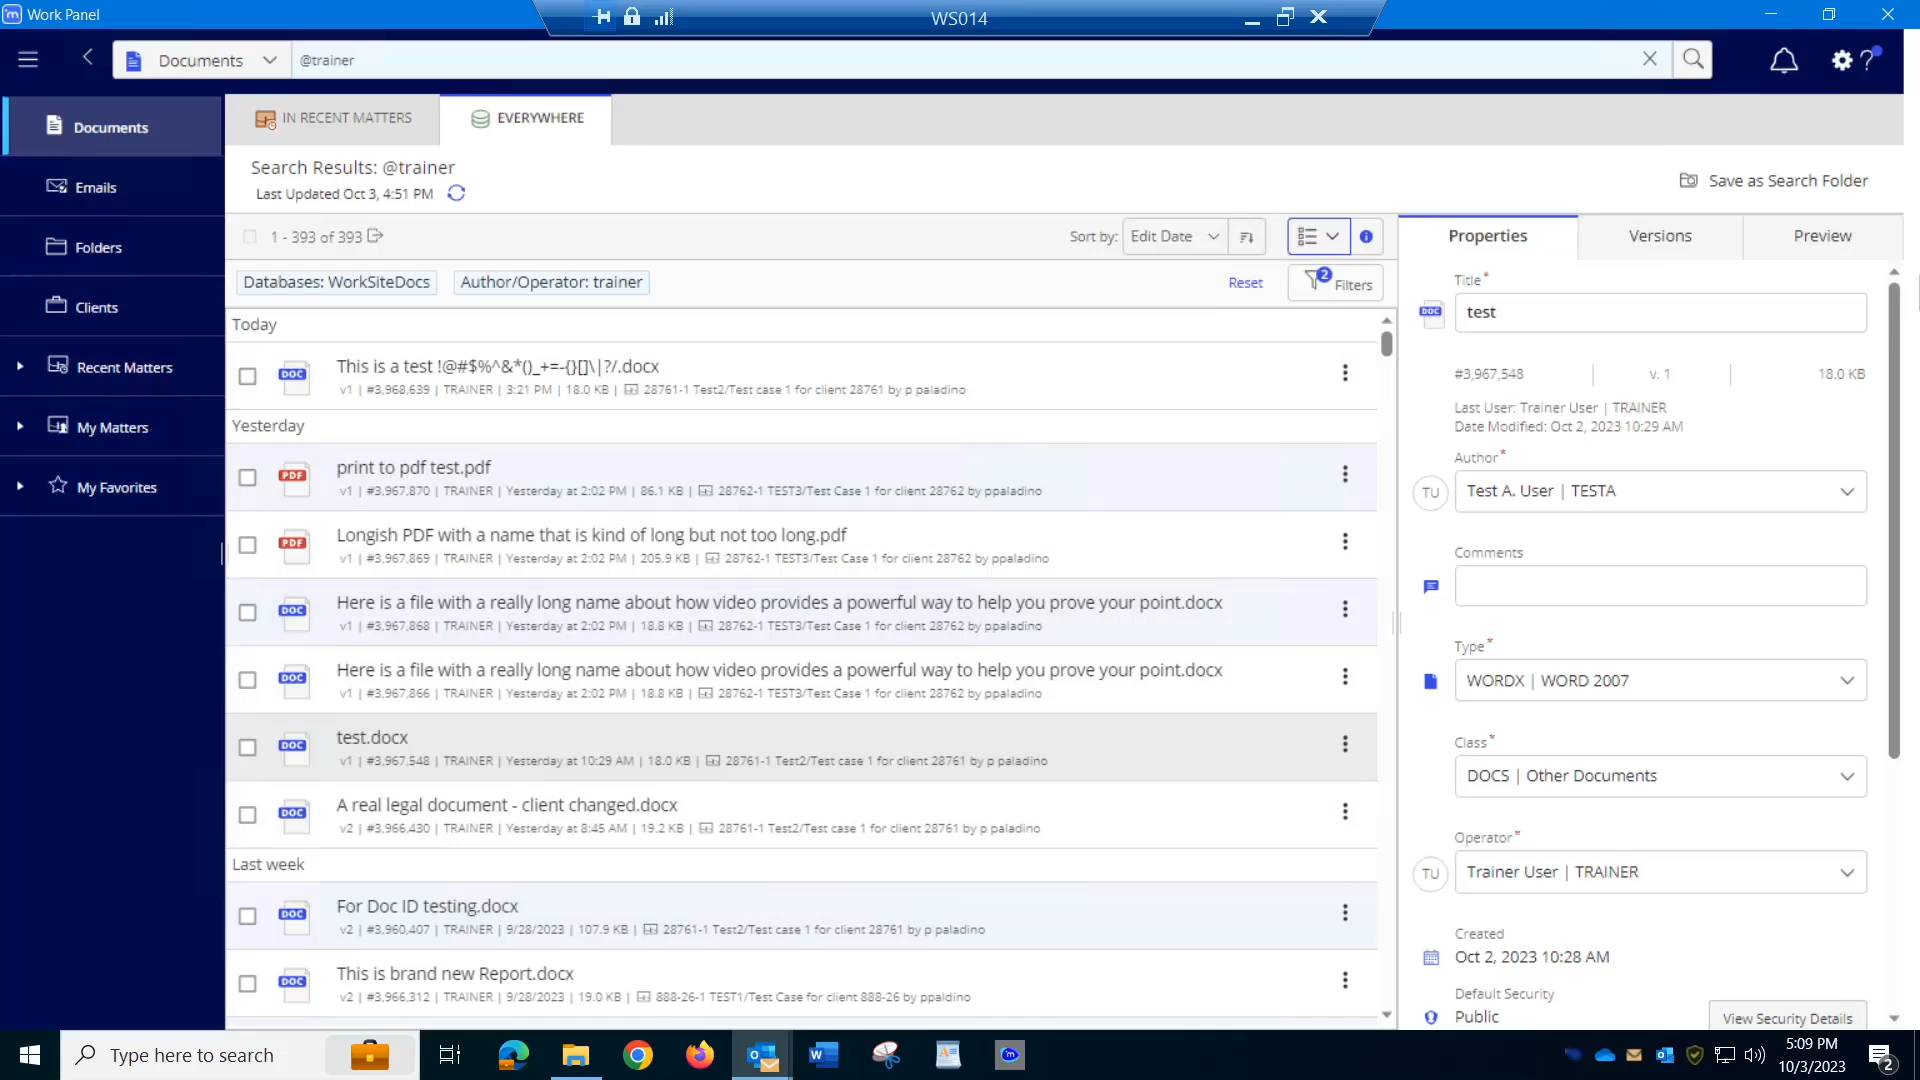 Work Panel
WS014
Documents
@trainer
Documents
Emails
Folders
Clients
Recent Matters
My Matters
My Favorites
IN RECENT MATTERS
EVERYWHERE
Search Results: @trainer
Last Updated Oct 3, 4:51 PM
Save as Search Folder
1 - 393 of 393
Sort by:
Edit Date
Databases: WorkSiteDocs
Author/Operator: trainer
Reset
2
Filters
Today
DOC
This is a test !@#$%^&*()_+=-{}[]\|?/.docx
v1 | #3,968,639 | TRAINER | 3:21 PM | 18.0 KB | 28761-1 Test2/Test case 1 for client 28761 by p paladino
Yesterday
PDF
print to pdf test.pdf
v1 | #3,967,870 | TRAINER | Yesterday at 2:02 PM | 86.1 KB | 28762-1 TEST3/Test Case 1 for client 28762 by ppaladino
PDF
Longish PDF with a name that is kind of long but not too long.pdf
v1 | #3,967,869 | TRAINER | Yesterday at 2:02 PM | 205.9 KB | 28762-1 TEST3/Test Case 1 for client 28762 by ppaladino
DOC
Here is a file with a really long name about how video provides a powerful way to help you prove your point.docx
v1 | #3,967,868 | TRAINER | Yesterday at 2:02 PM | 18.8 KB | 28762-1 TEST3/Test Case 1 for client 28762 by ppaladino
DOC
Here is a file with a really long name about how video provides a powerful way to help you prove your point.docx
v1 | #3,967,866 | TRAINER | Yesterday at 2:02 PM | 18.8 KB | 28762-1 TEST3/Test Case 1 for client 28762 by ppaladino
DOC
test.docx
v1 | #3,967,548 | TRAINER | Yesterday at 10:29 AM | 18.0 KB | 28761-1 Test2/Test case 1 for client 28761 by p paladino
DOC
A real legal document - client changed.docx
v2 | #3,966,430 | TRAINER | Yesterday at 8:45 AM | 19.2 KB | 28761-1 Test2/Test case 1 for client 28761 by p paladino
Last week
DOC
For Doc ID testing.docx
v2 | #3,960,407 | TRAINER | 9/28/2023 | 107.9 KB | 28761-1 Test2/Test case 1 for client 28761 by p paladino
DOC
This is brand new Report.docx
v2 | #3,966,312 | TRAINER | 9/28/2023 | 19.0 KB | 888-26-1 TEST1/Test Case for client 888-26 by ppaldino
Properties
Versions
Preview
Title*
DOC
test
#3,967,548
v. 1
18.0 KB
Last User: Trainer User | TRAINER
Date Modified: Oct 2, 2023 10:29 AM
Author*
TU
Test A. User | TESTA
Comments
Type*
WORDX | WORD 2007
Class*
DOCS | Other Documents
Operator*
TU
Trainer User | TRAINER
Created
Oct 2, 2023 10:28 AM
Default Security
Public
View Security Details
Type here to search
5:09 PM
10/3/2023
2